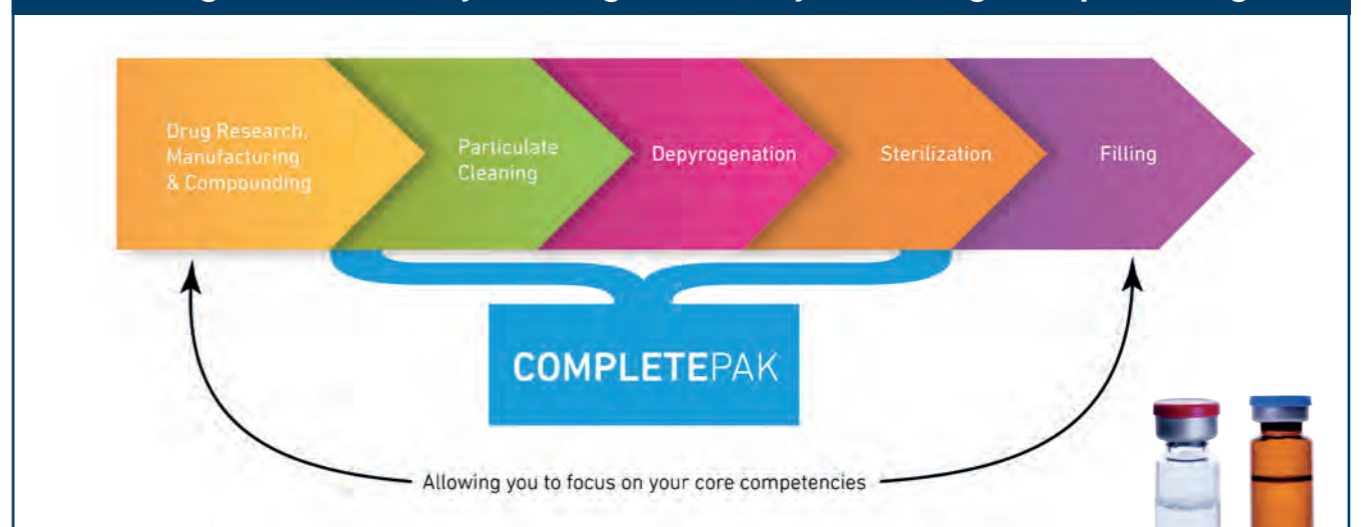 Drug Research,
Manufacturing
& Compounding
Particulate
Cleaning
Depyrogenation
Sterilization
Filling
COMPLETEPAK
Allowing you to focus on your core competencies